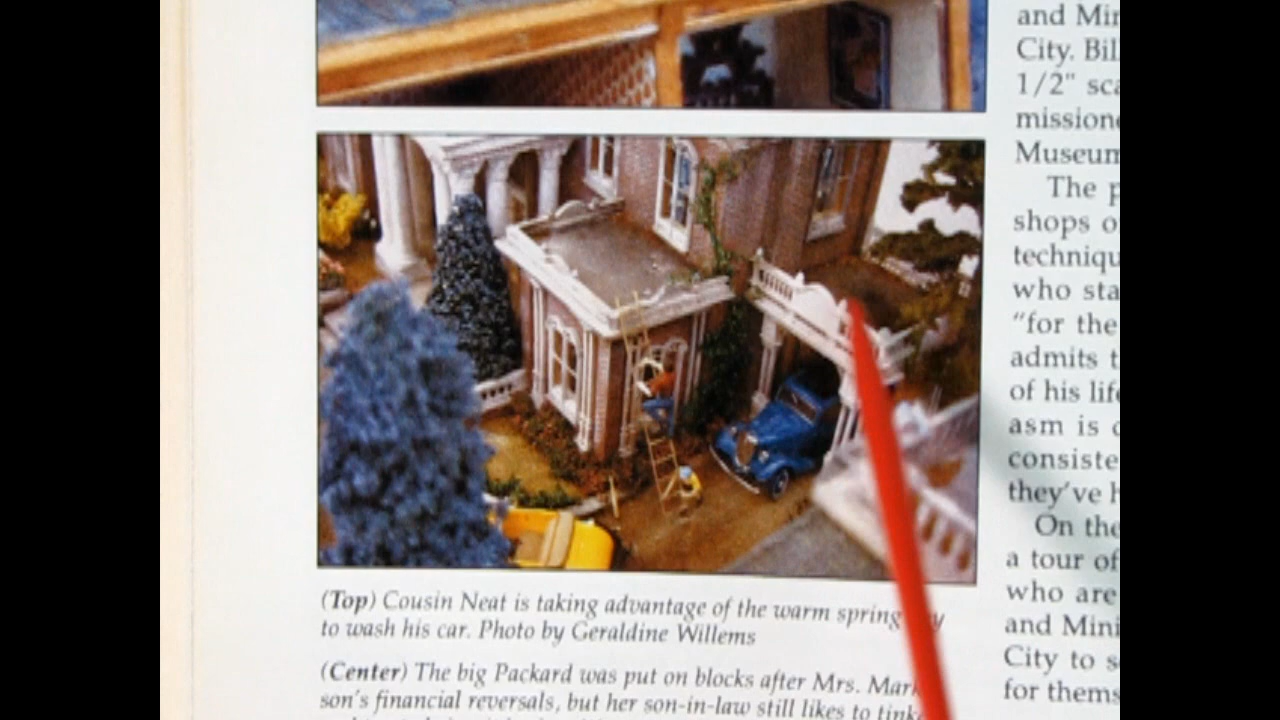 and Min
City. Bil
1/2" sca
missione
Museum
The p
shops o
techniqu
who sta
"for the
admits t
of his life
asm is c
consiste
they've h
On the
a tour of
who are
and Mini
City to s
for thems
(Top) Cousin Neat is taking advantage of the warm spring
to wash his car. Photo by Geraldine Willems
(Center) The big Packard was put on blocks after Mrs. Mark
son's financial reversals, but her son-in-law still likes to tinke